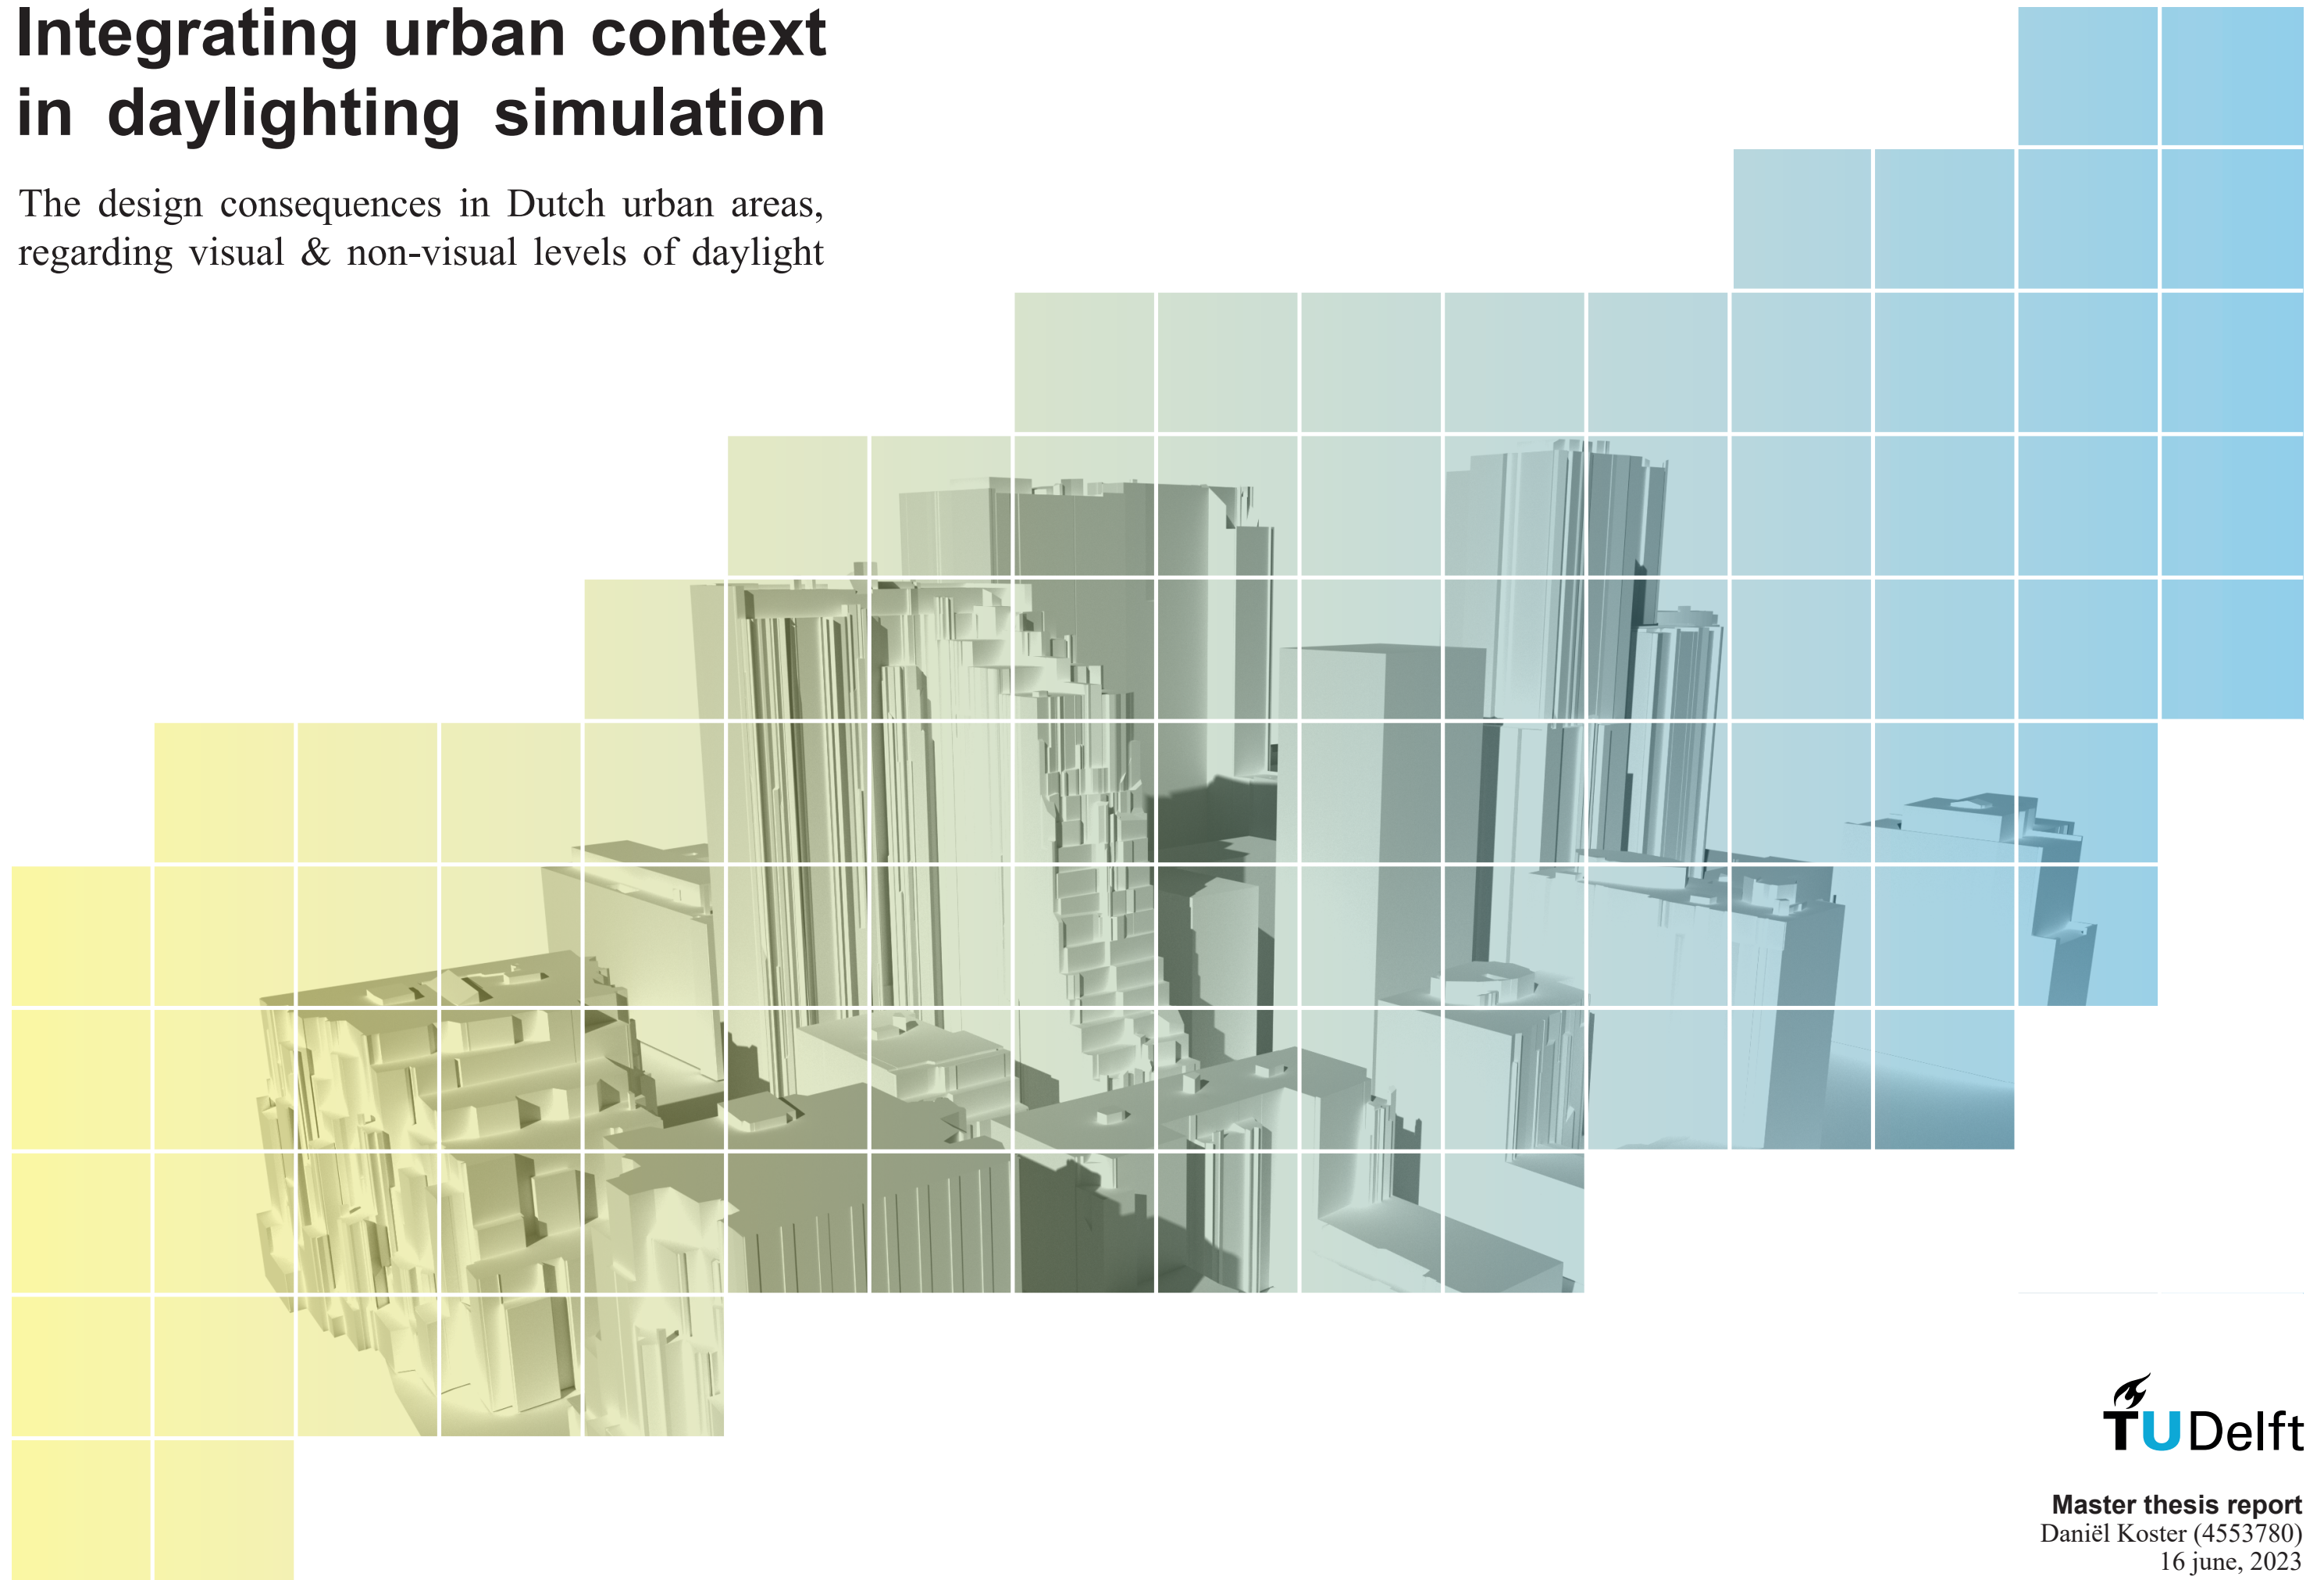 Integrating urban context
in daylighting simulation
The design consequences in Dutch urban areas,
regarding visual & non-visual levels of daylight
TUDelft
Master thesis report
Daniël Koster (4553780)
16 june, 2023